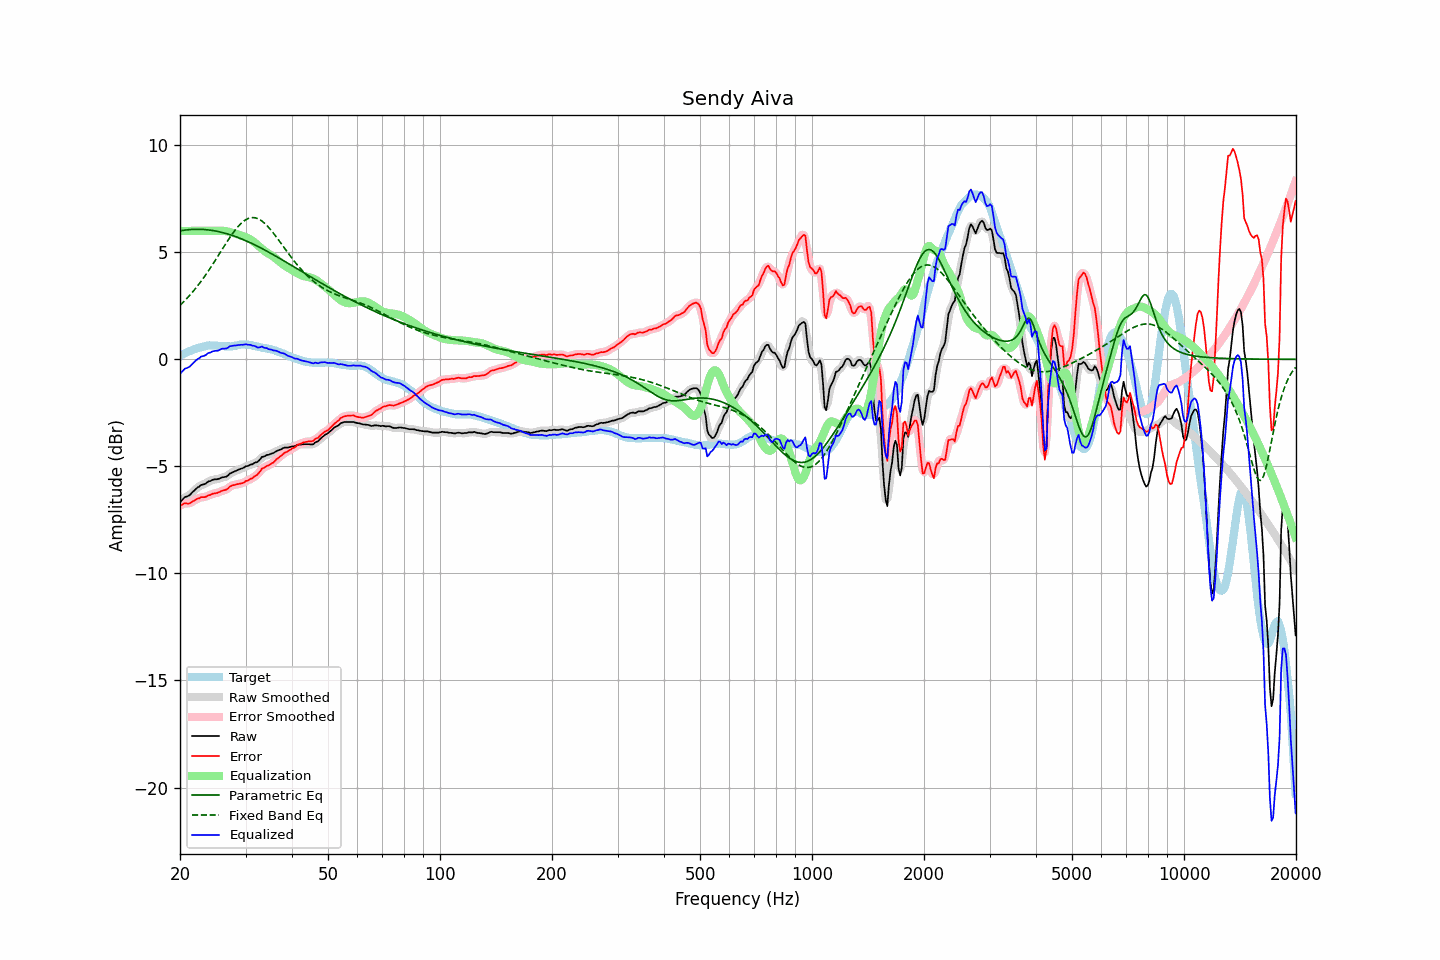 Sendy Aiva
10
5
0
−5
−10
−15
−20
Amplitude (dBr)
Target
Raw Smoothed
Error Smoothed
Raw
Error
Equalization
Parametric Eq
Fixed Band Eq
Equalized
20 50 100 200 500 1000 2000 5000 10000 20000
Frequency (Hz)